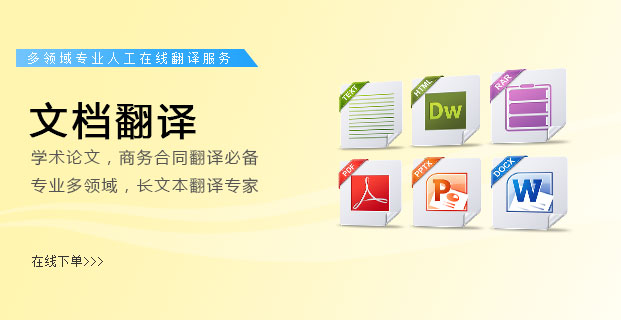 多领域专业人工在线翻译服务
文档翻译
学术论文，商务合同翻译必备
专业多领域，长文本翻译专家
在线下单>>>
TEXT
HTML
Dw
RAR
PDF
PPTX
P
DOCX
W